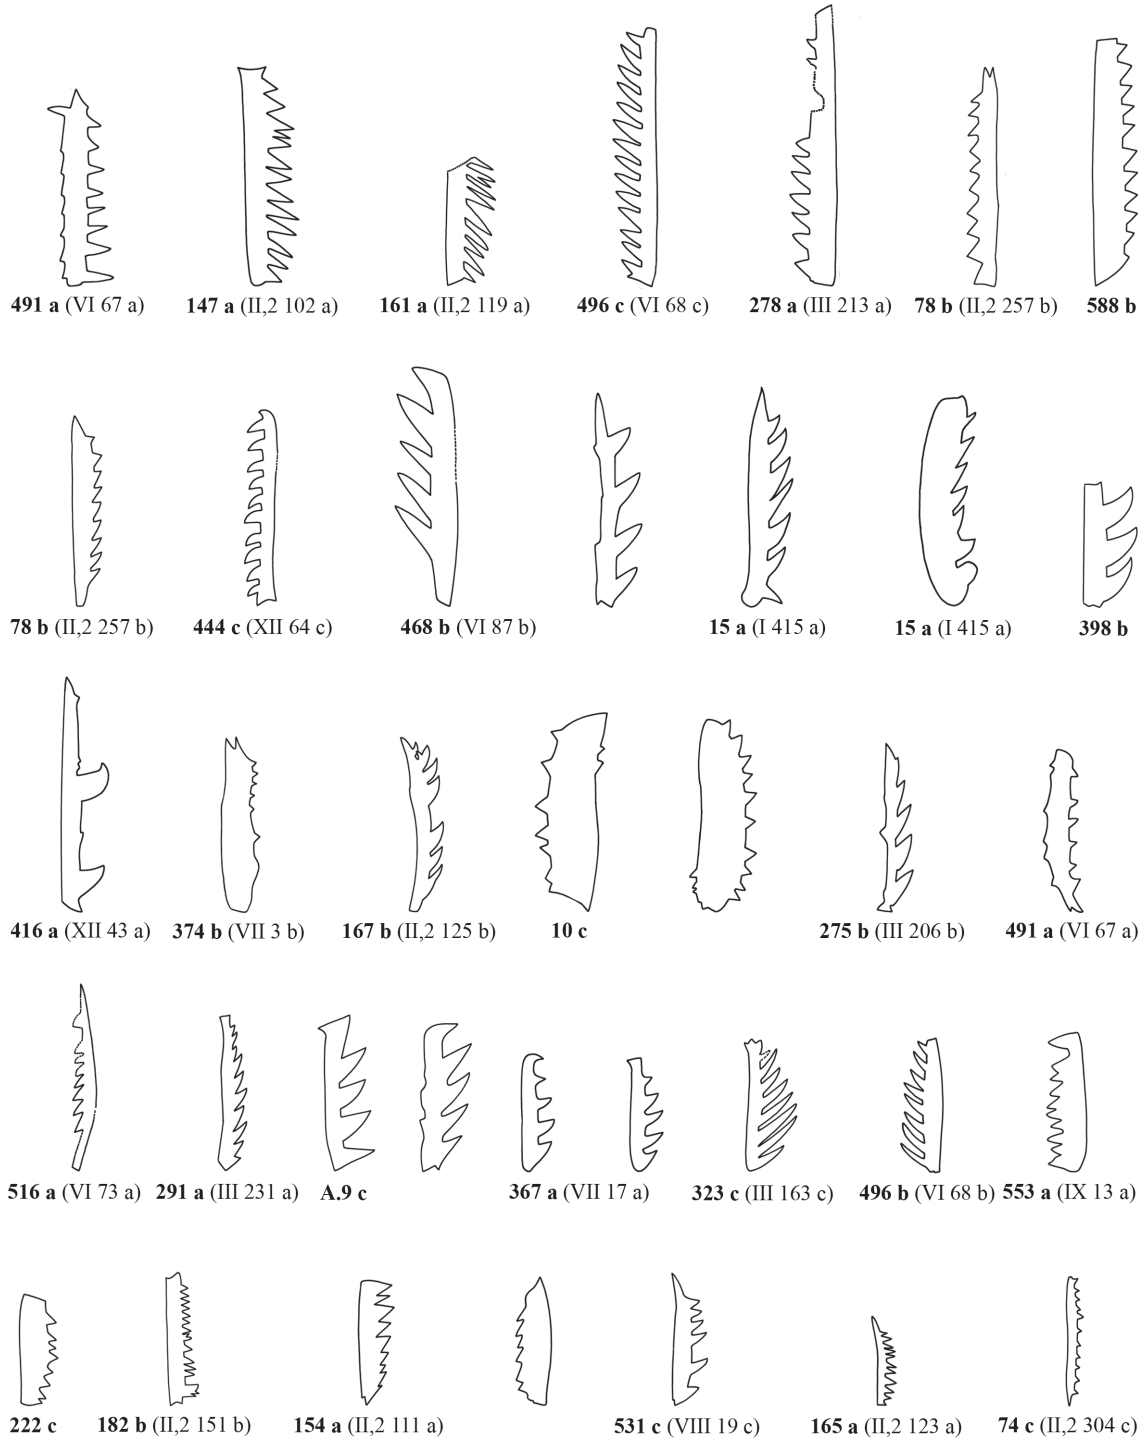 491 a (VI 67 a) 147 a (II,2 102 a) 161 a (II,2 119 a) 496 c (VI 68 c) 278 a (III 213 a) 78 b (II,2 257 b) 588 b
78 b (II,2 257 b) 444 c (XII 64 c) 468 b (VI 87 b) 15 a (I 415 a) 15 a (I 415 a) 398 b
416 a (XII 43 a) 374 b (VII 3 b) 167 b (II,2 125 b) 10 c 275 b (III 206 b) 491 a (VI 67 a)
516 a (VI 73 a) 291 a (III 231 a) A.9 c 367 a (VII 17 a) 323 c (III 163 c) 496 b (VI 68 b) 553 a (IX 13 a)
222 c 182 b (II,2 151 b) 154 a (II,2 111 a) 531 c (VIII 19 c) 165 a (II,2 123 a) 74 c (II,2 304 c)